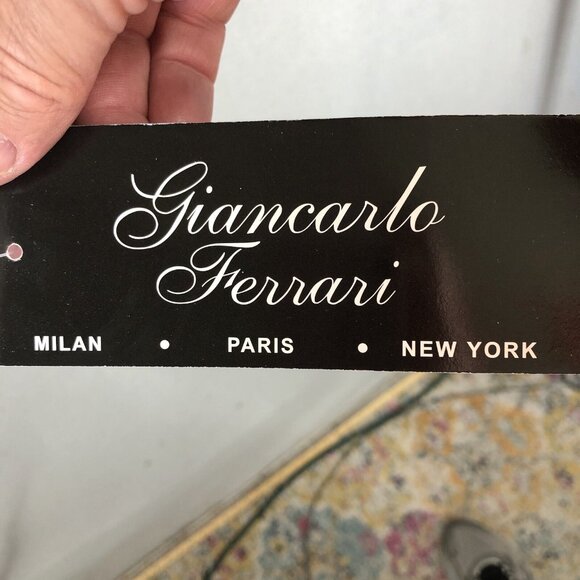 Giancarlo
Ferrari
MILAN • PARIS • NEW YORK